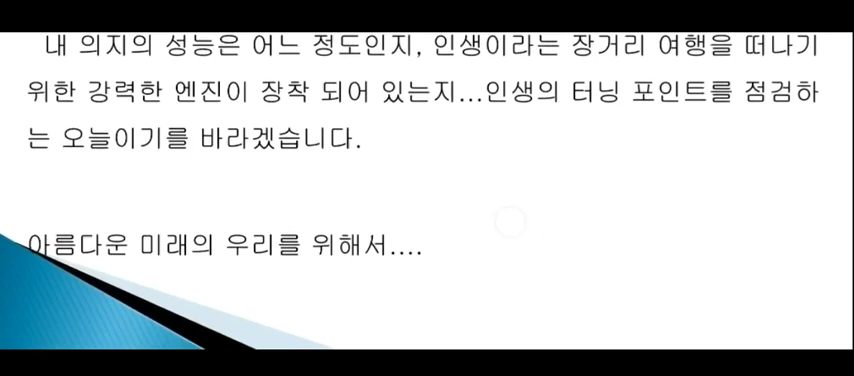 내 의지의 성능은 어느 정도인지, 인생이라는 장거리 여행을 떠나기
위한 강력한 엔진이 장착 되어 있는지...인생의 터닝 포인트를 점검하
는 오늘이기를 바라겠습니다.
아름다운 미래의 우리를 위해서....